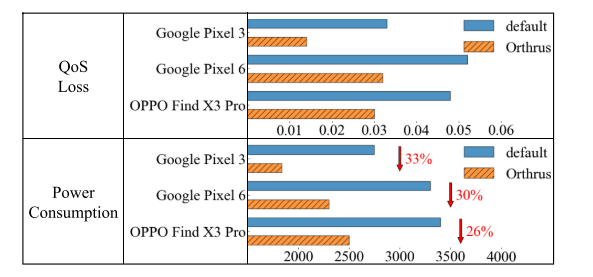 QoS
Loss
Google Pixel 3
Google Pixel 6
OPPO Find X3 Pro
default
Orthrus
0.01 0.02 0.03 0.04 0.05 0.06
Power
Consumption
Google Pixel 3
Google Pixel 6
OPPO Find X3 Pro
default
Orthrus
33%
30%
26%
2000 2500 3000 3500 4000